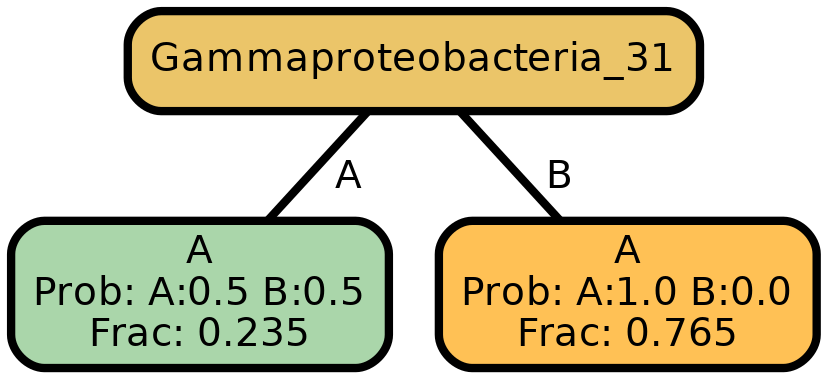 Gammaproteobacteria_31
A
B
A
Prob: A:0.5 B:0.5
Frac: 0.235
A
Prob: A:1.0 B:0.0
Frac: 0.765